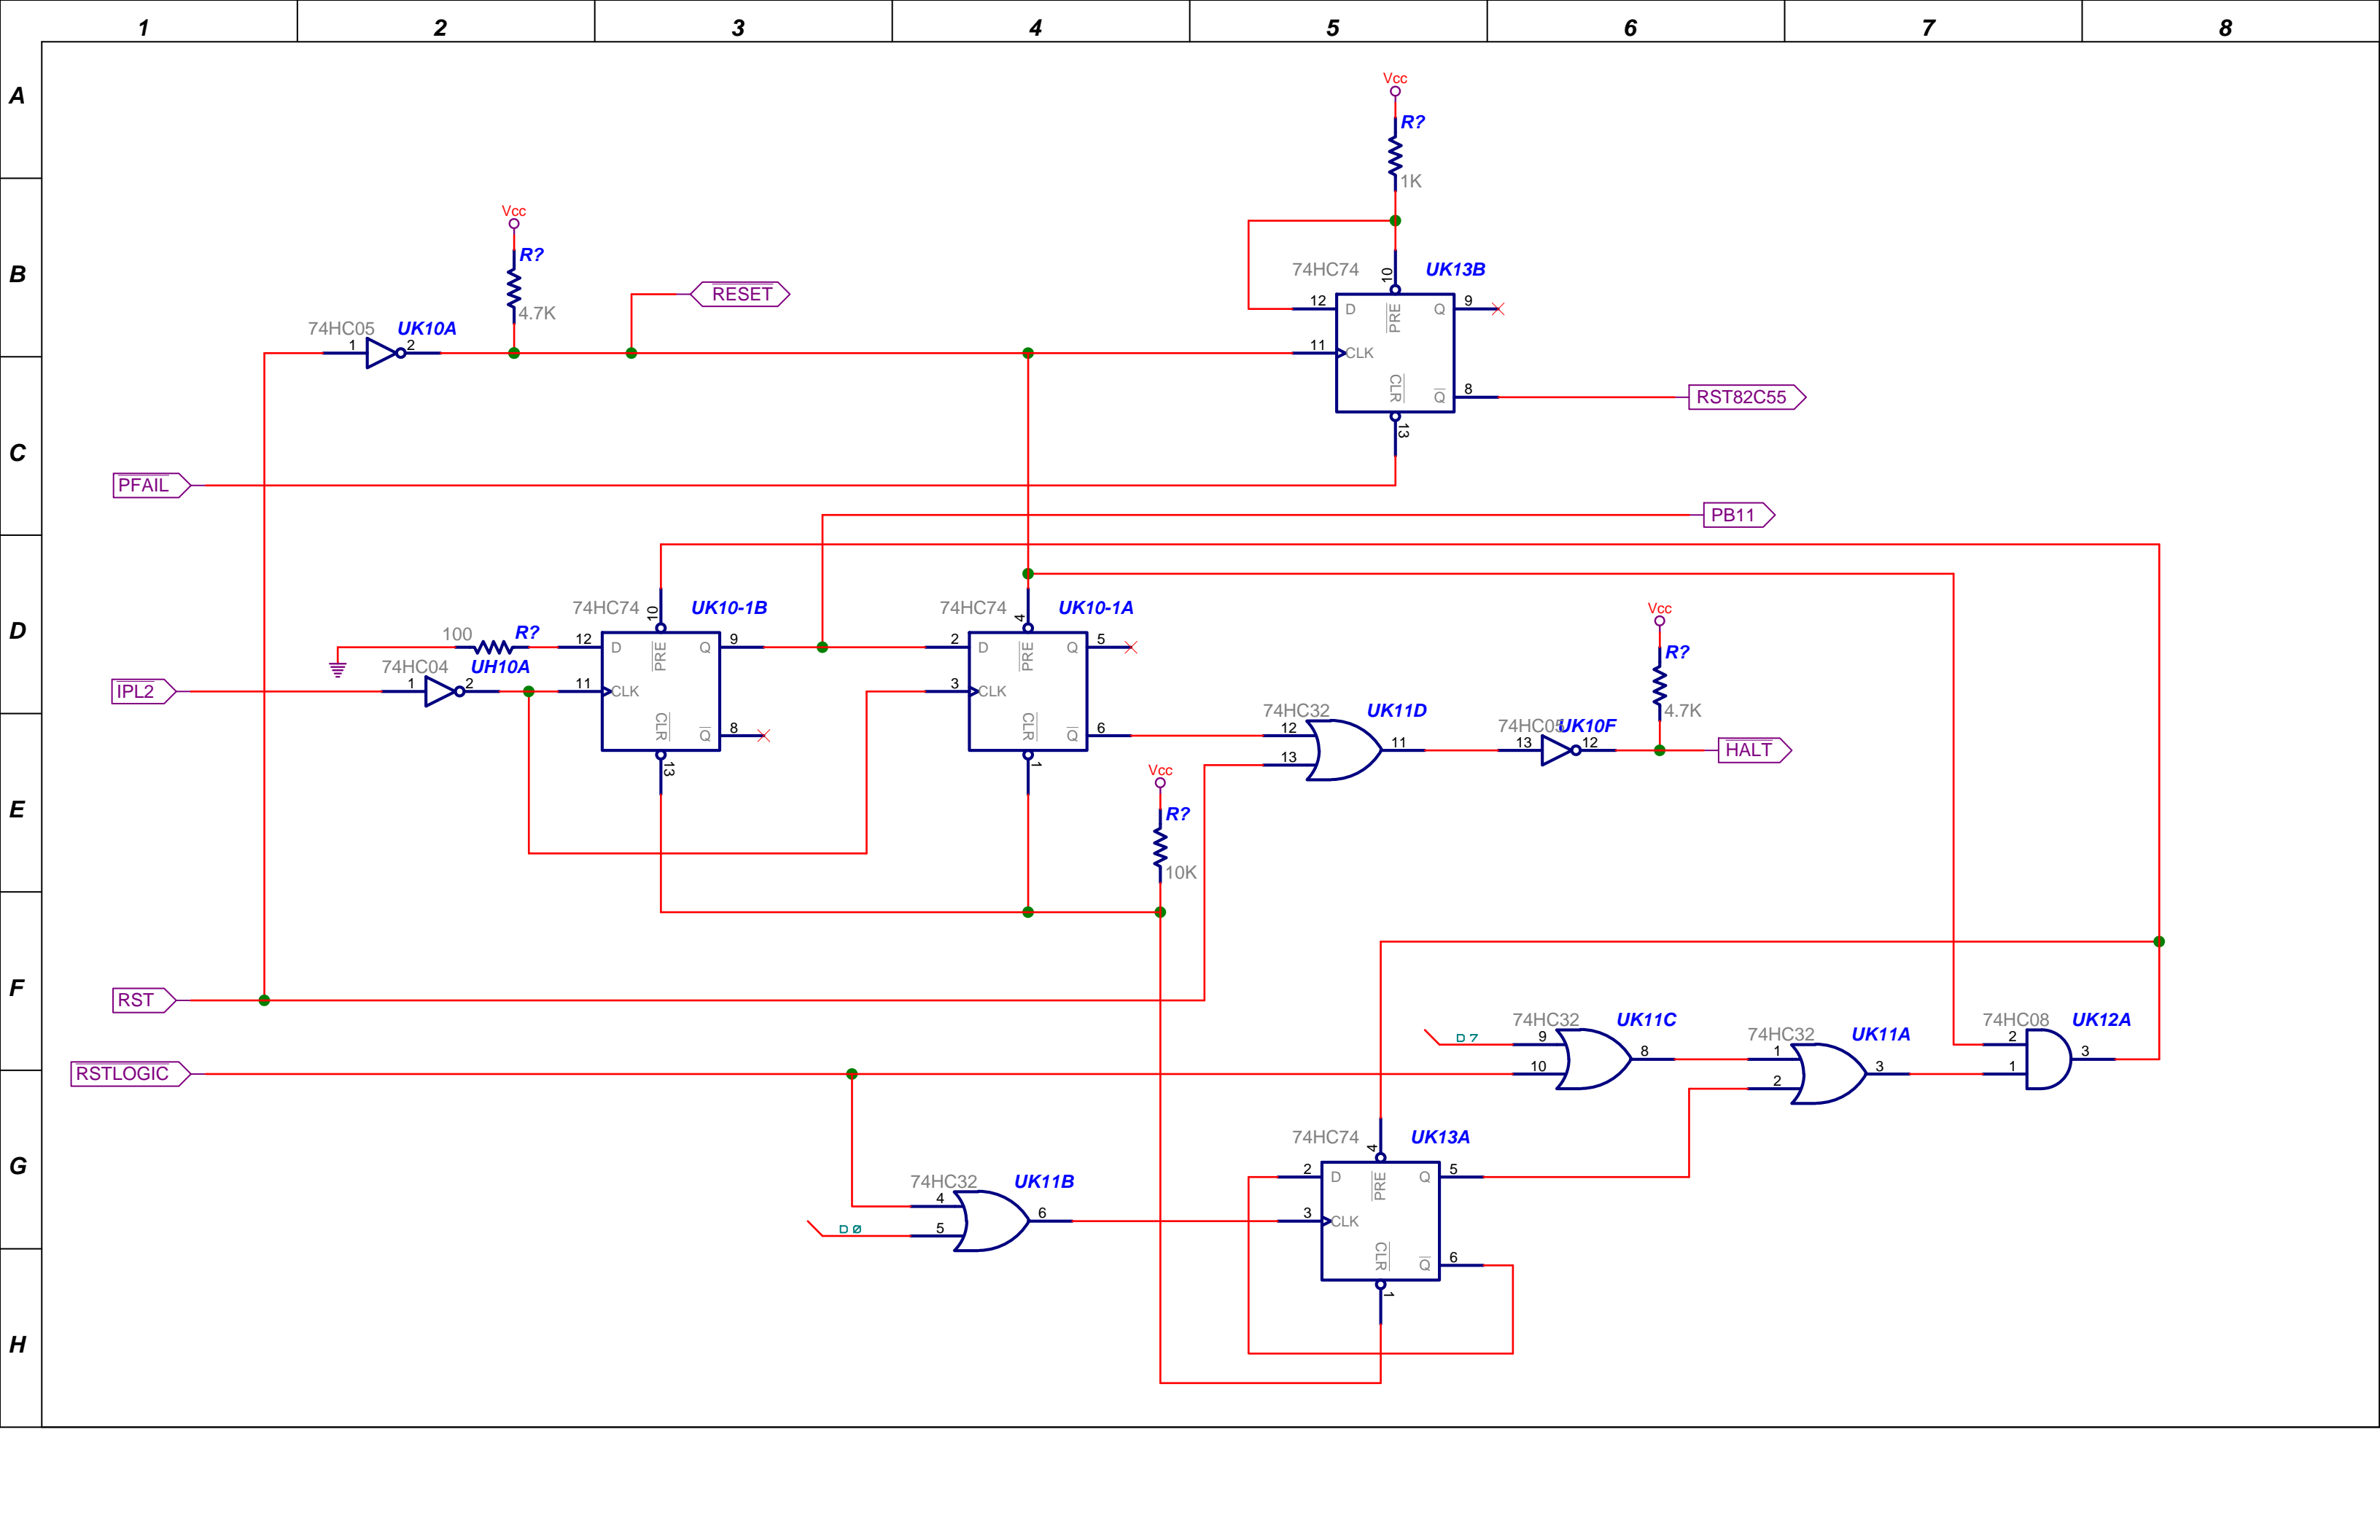 1 2 3 4 5 6 7 8
A
Vcc
R?
1K
B
Vcc
R?
4.7K
RESET
74HC74 10 UK13B
12 D PRE Q 9
74HC05 UK10A
1 2
11 CLK
CLR Q 8
RST82C55
13
C
PFAIL
PB11
D
74HC74 10 UK10-1B
74HC74 4 UK10-1A
Vcc
R?
4.7K
100 R?
12 D PRE Q 9
2 D PRE Q 5
74HC04 UH10A
IPL2
1 2
11 CLK
3 CLK
CLR Q 8
CLR Q 6
13
1
74HC32 UK11D
12
13
11
74HC05 UK10F
13 12
HALT
E
Vcc
R?
10K
F
RST
74HC32 UK11C
D7 9
10
8
74HC32 UK11A
1
2
3
74HC08 UK12A
2
1
3
RSTLOGIC
G
74HC74 4 UK13A
2 D PRE Q 5
74HC32 UK11B
4
D0 5
6
3 CLK
CLR Q 6
1
H